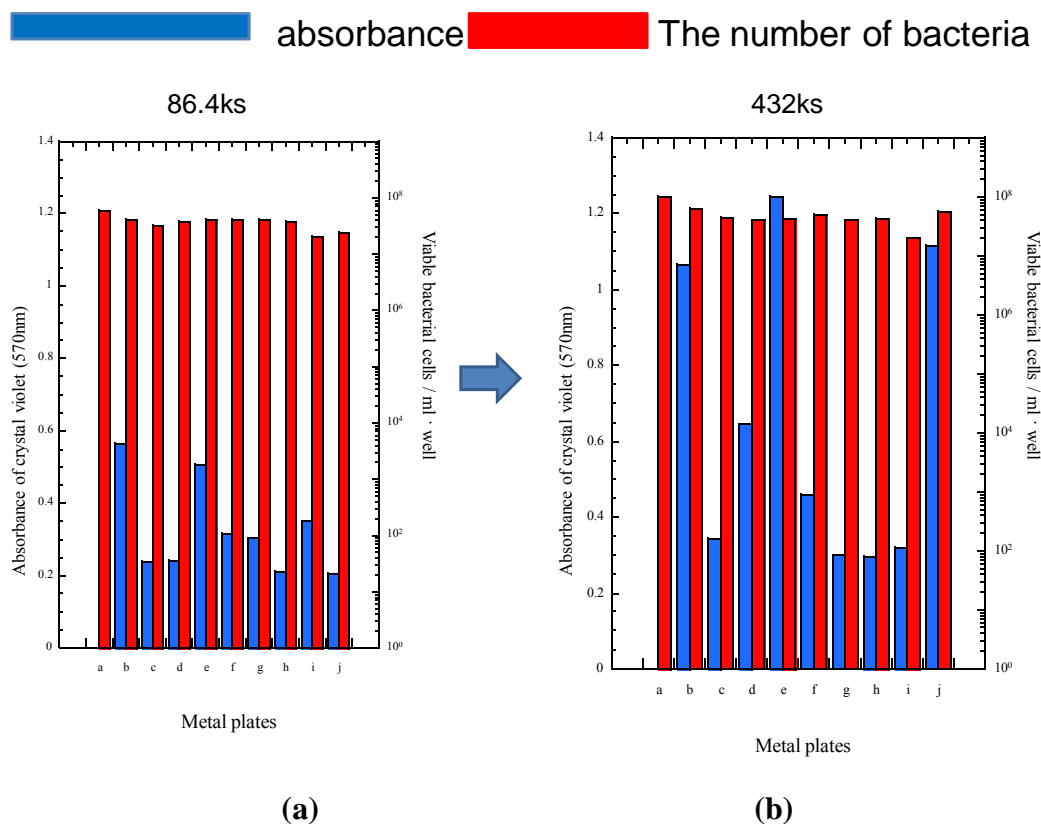 absorbance The number of bacteria
86.4ks
1.4
1.2
1
0.8
0.6
0.4
0.2
0
Absorbance of crystal violet (570nm)
10⁸
10⁶
10⁴
10²
10⁰
Viable bacterial cells / ml · well
a b c d e f g h i j
Metal plates
(a)
432ks
1.4
1.2
1
0.8
0.6
0.4
0.2
0
Absorbance of crystal violet (570nm)
10⁸
10⁶
10⁴
10²
10⁰
Viable bacterial cells / ml · well
a b c d e f g h i j
Metal plates
(b)